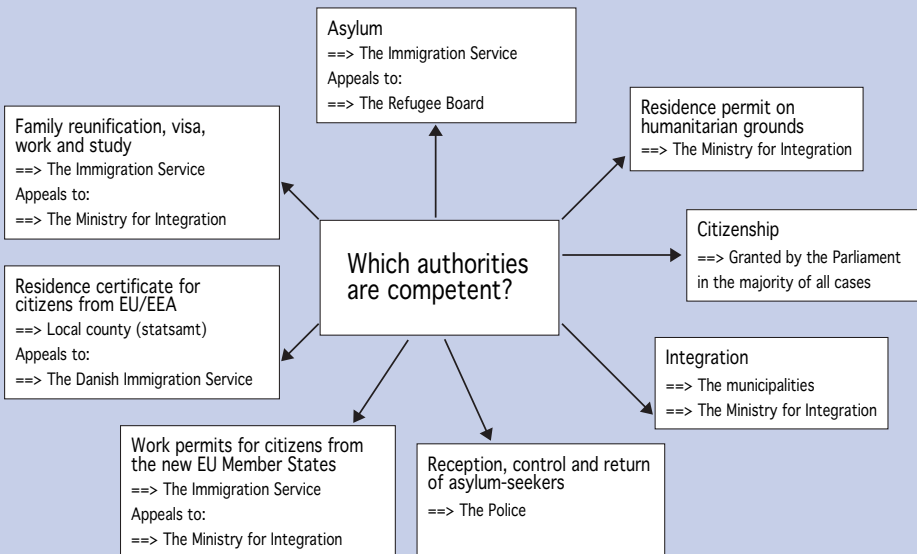 Asylum
==> The Immigration Service
Appeals to:
==> The Refugee Board
Family reunification, visa,
work and study
==> The Immigration Service
Appeals to:
==> The Ministry for Integration
Residence permit on
humanitarian grounds
==> The Ministry for Integration
Which authorities
are competent?
Citizenship
==> Granted by the Parliament
in the majority of all cases
Residence certificate for
citizens from EU/EEA
==> Local county (statsamt)
Appeals to:
==> The Danish Immigration Service
Integration
==> The municipalities
==> The Ministry for Integration
Work permits for citizens from
the new EU Member States
==> The Immigration Service
Appeals to:
==> The Ministry for Integration
Reception, control and return
of asylum-seekers
==> The Police